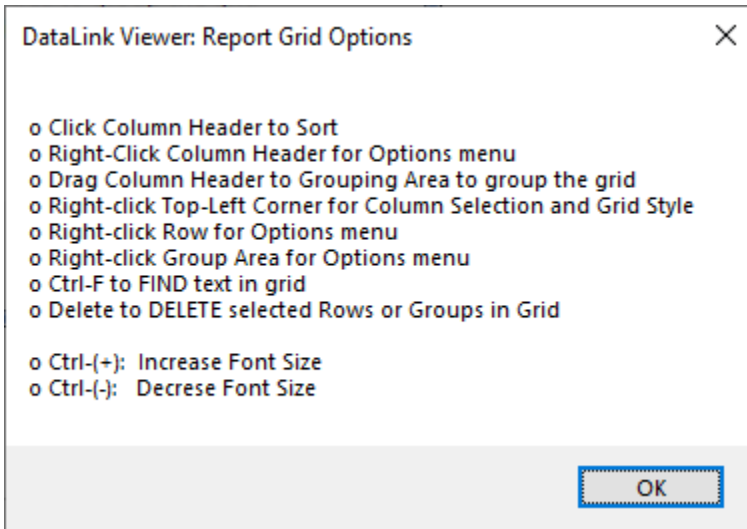 DataLink Viewer: Report Grid Options
o Click Column Header to Sort
o Right-Click Column Header for Options menu
o Drag Column Header to Grouping Area to group the grid
o Right-click Top-Left Corner for Column Selection and Grid Style
o Right-click Row for Options menu
o Right-click Group Area for Options menu
o Ctrl-F to FIND text in grid
o Delete to DELETE selected Rows or Groups in Grid
o Ctrl-(+):  Increase Font Size
o Ctrl-(-):   Decrese Font Size
OK